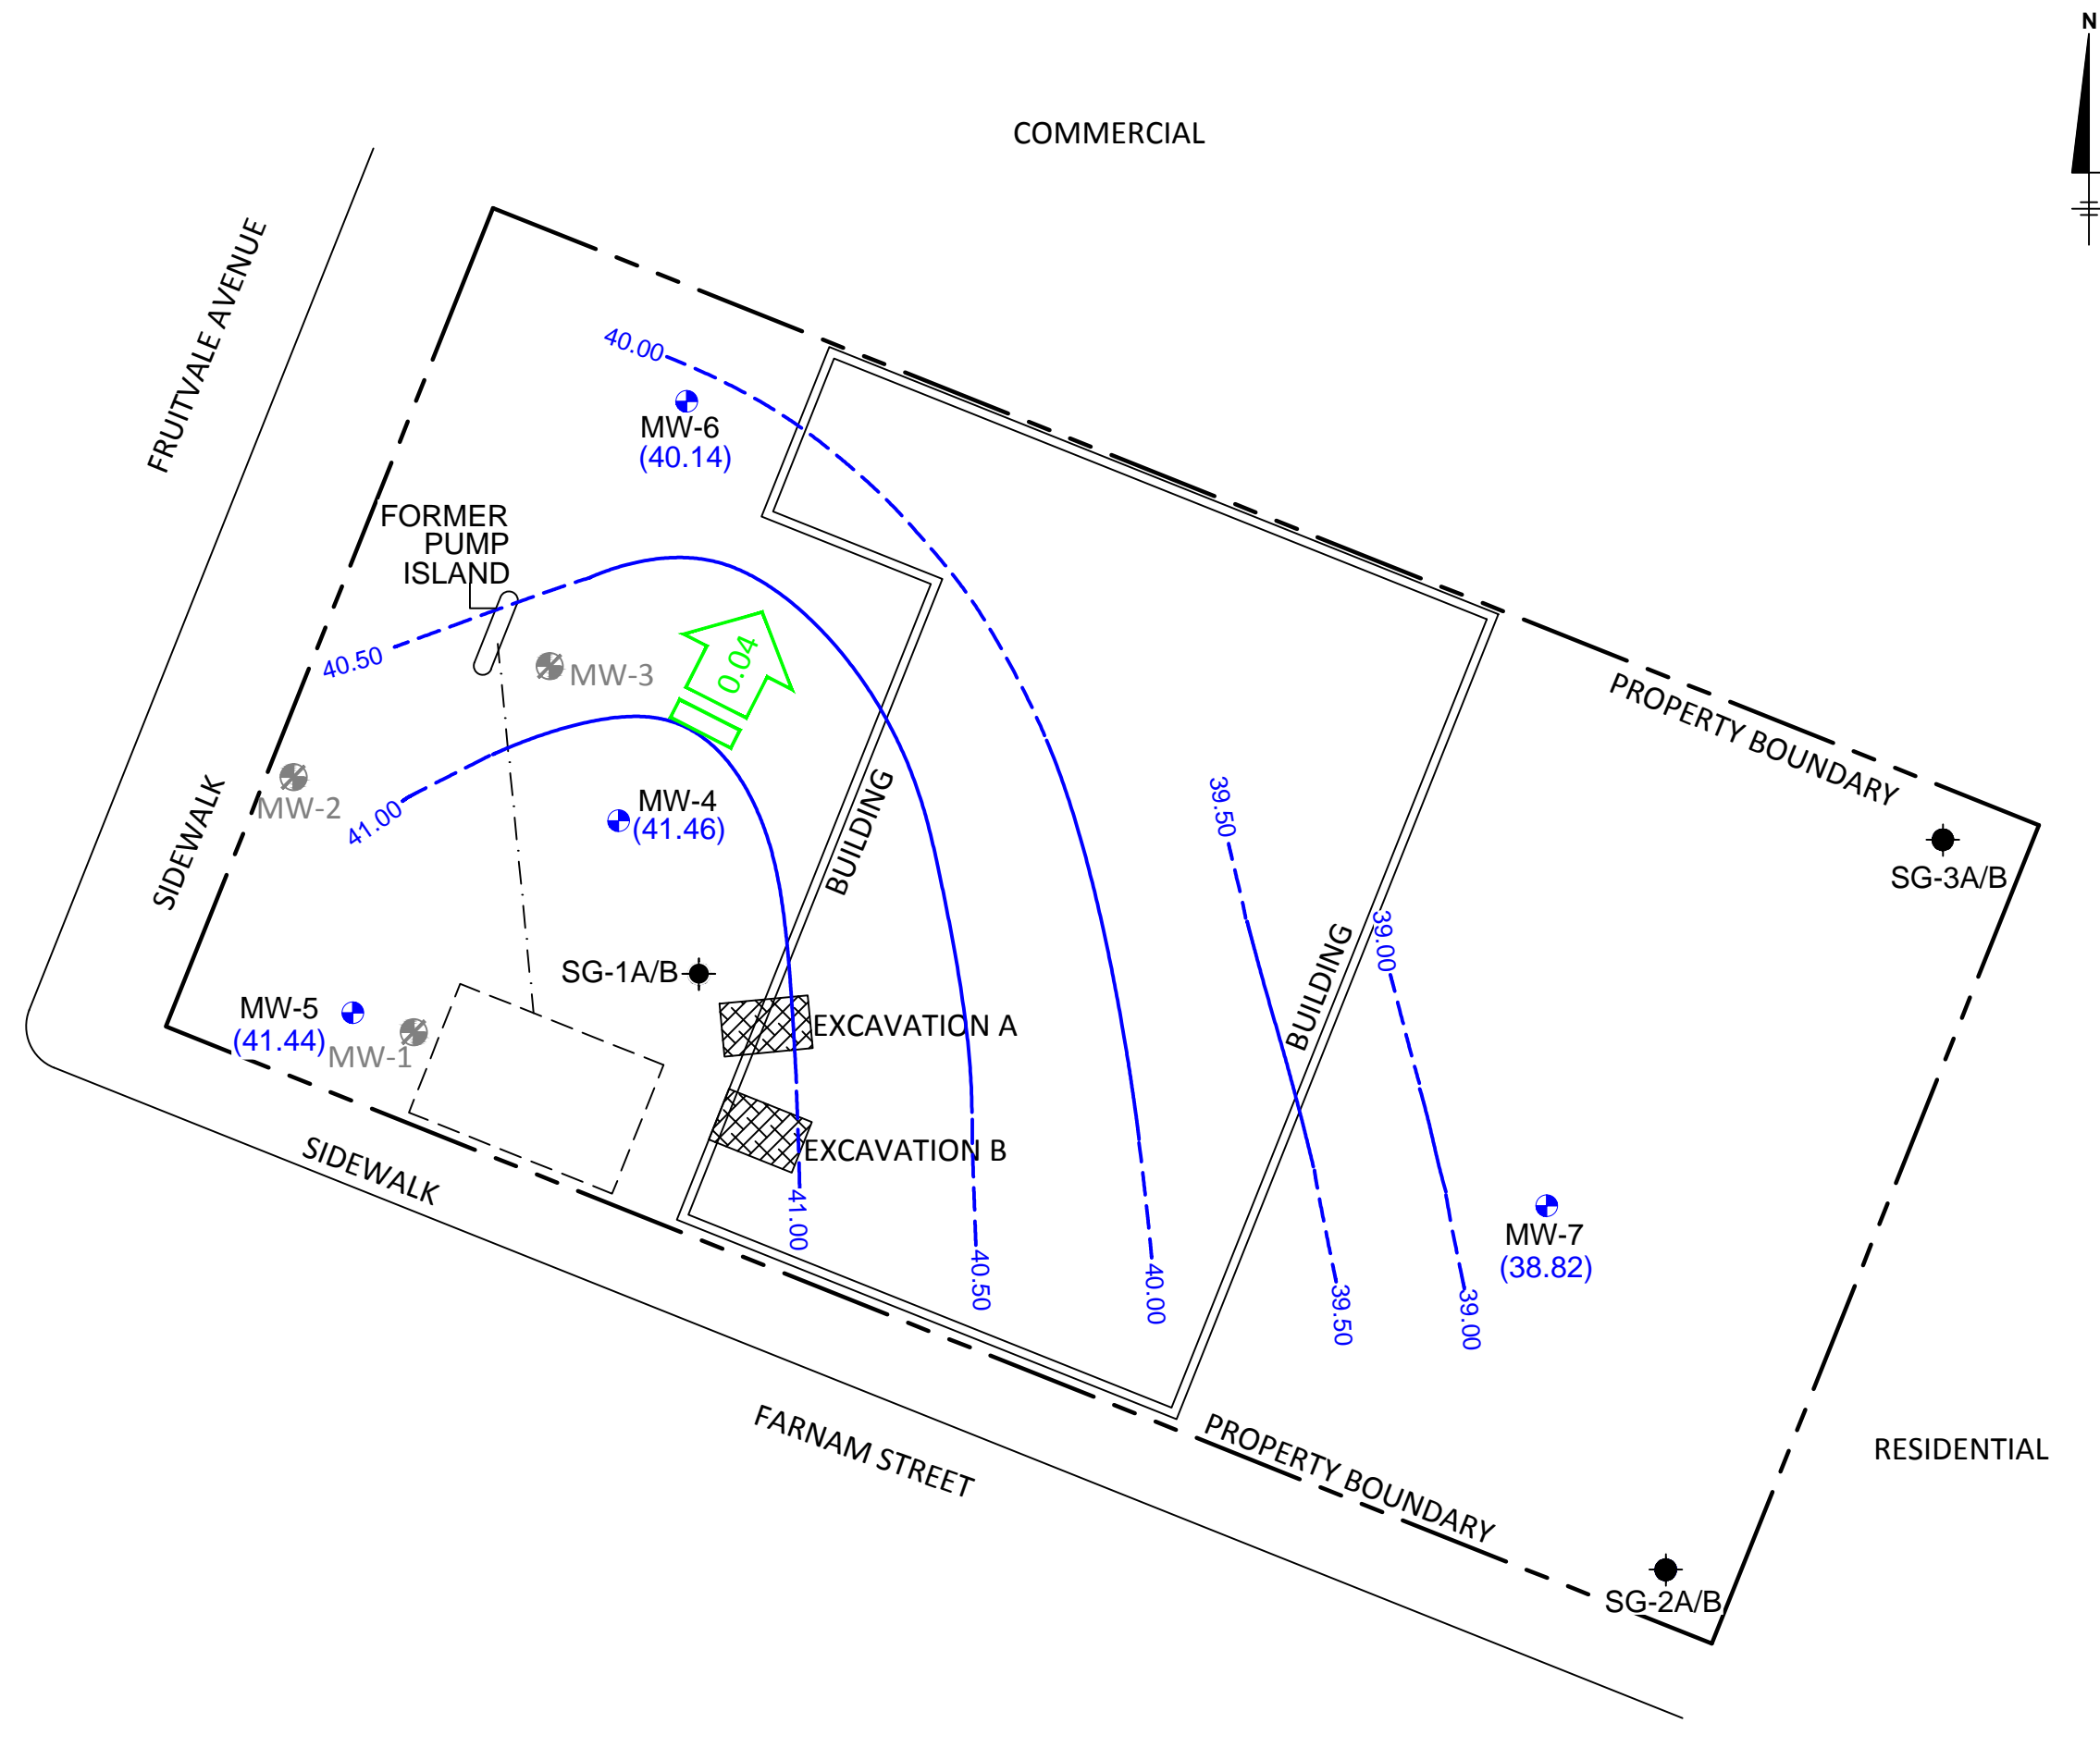 N
COMMERCIAL
FRUITVALE AVENUE
40.00
MW-6
(40.14)
FORMER
PUMP
ISLAND
40.50
MW-3
0.04
PROPERTY BOUNDARY
MW-2
SIDEWALK
41.00
MW-4
(41.46)
BUILDING
39.50
39.00
SG-3A/B
BUILDING
SG-1A/B
MW-5
(41.44)
MW-1
EXCAVATION A
EXCAVATION B
SIDEWALK
41.00
40.50
40.00
39.50
39.00
MW-7
(38.82)
FARNAM STREET
PROPERTY BOUNDARY
RESIDENTIAL
SG-2A/B